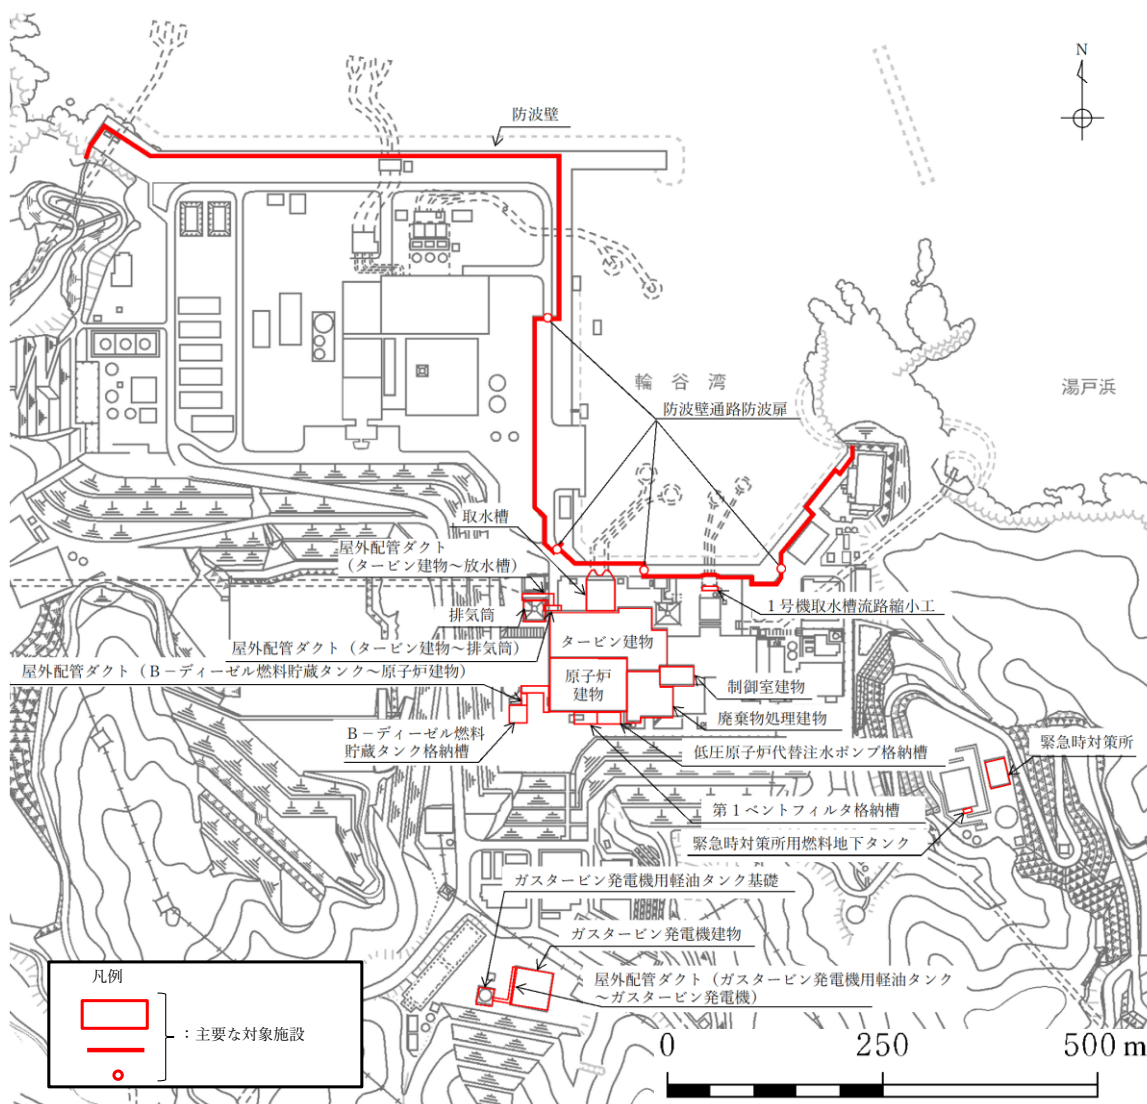 N
防波壁
輪谷湾
湯戸浜
防波壁通路防波扉
取水槽
屋外配管ダクト
（タービン建物～放水槽）
1号機取水槽流路縮小工
排気筒
タービン建物
屋外配管ダクト（タービン建物～排気筒）
屋外配管ダクト（B－ディーゼル燃料貯蔵タンク～原子炉建物）
原子炉
建物
制御室建物
廃棄物処理建物
B－ディーゼル燃料
貯蔵タンク格納槽
低圧原子炉代替注水ポンプ格納槽
緊急時対策所
第1ベントフィルタ格納槽
緊急時対策所用燃料地下タンク
ガスタービン発電機用軽油タンク基礎
ガスタービン発電機建物
屋外配管ダクト（ガスタービン発電機用軽油タンク
～ガスタービン発電機）
凡例
：主要な対象施設
0 250 500 m